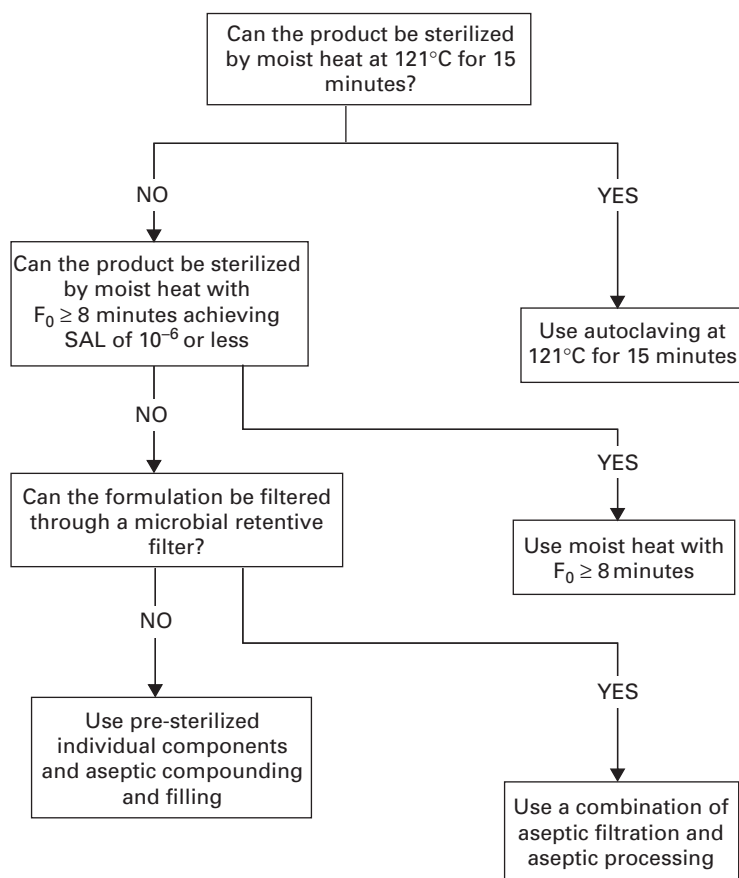 Can the product be sterilized
by moist heat at 121°C for 15
minutes?
NO
YES
Can the product be sterilized
by moist heat with
F₀ ≥ 8 minutes achieving
SAL of 10⁻⁶ or less
Use autoclaving at
121°C for 15 minutes
NO
YES
Can the formulation be filtered
through a microbial retentive
filter?
Use moist heat with
F₀ ≥ 8 minutes
NO
YES
Use pre-sterilized
individual components
and aseptic compounding
and filling
Use a combination of
aseptic filtration and
aseptic processing